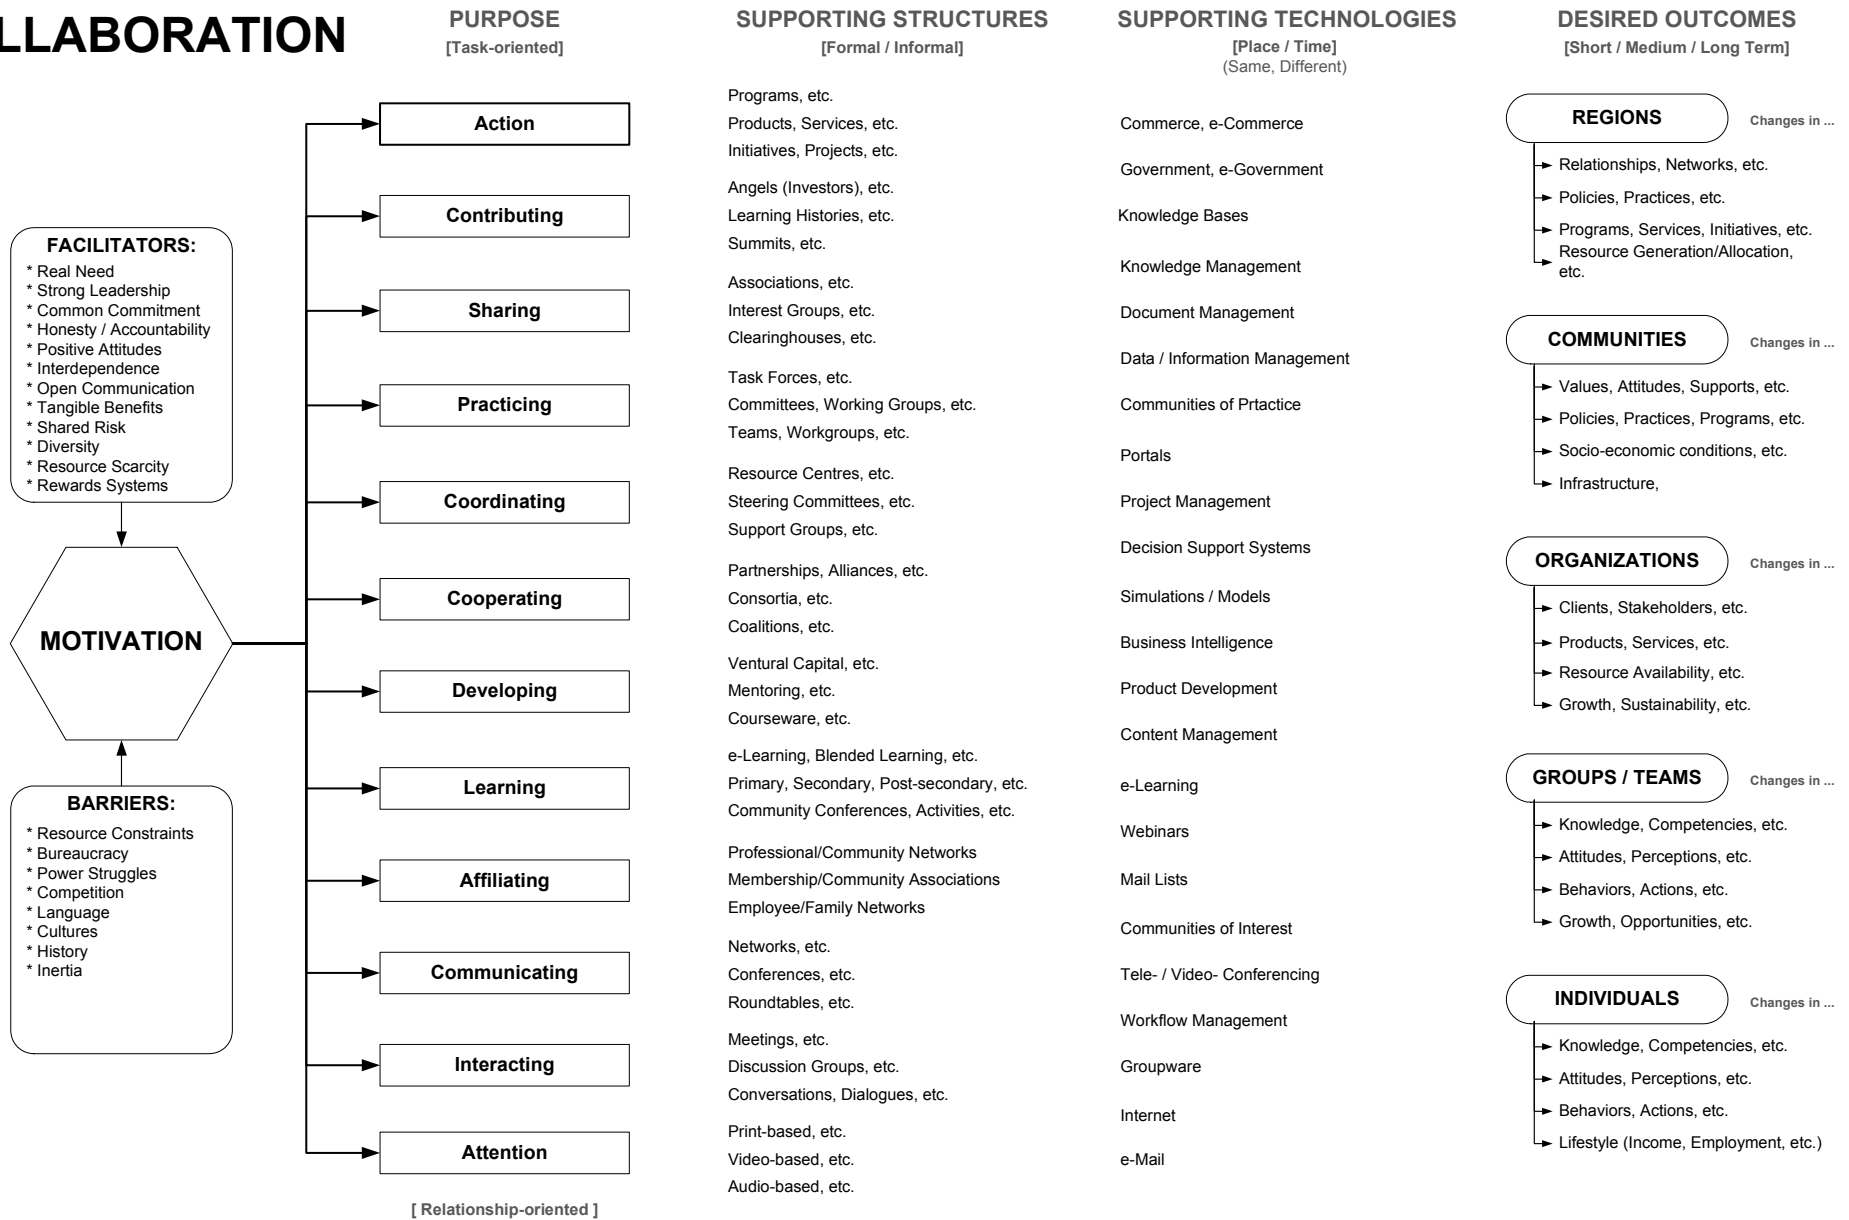 LLABORATION
PURPOSE
[Task-oriented]
SUPPORTING STRUCTURES
[Formal / Informal]
SUPPORTING TECHNOLOGIES
[Place / Time]
(Same, Different)
DESIRED OUTCOMES
[Short / Medium / Long Term]
FACILITATORS:
* Real Need
* Strong Leadership
* Common Commitment
* Honesty / Accountability
* Positive Attitudes
* Interdependence
* Open Communication
* Tangible Benefits
* Shared Risk
* Diversity
* Resource Scarcity
* Rewards Systems
MOTIVATION
BARRIERS:
* Resource Constraints
* Bureaucracy
* Power Struggles
* Competition
* Language
* Cultures
* History
* Inertia
Action
Contributing
Sharing
Practicing
Coordinating
Cooperating
Developing
Learning
Affiliating
Communicating
Interacting
Attention
[ Relationship-oriented ]
Programs, etc.
Products, Services, etc.
Initiatives, Projects, etc.
Angels (Investors), etc.
Learning Histories, etc.
Summits, etc.
Associations, etc.
Interest Groups, etc.
Clearinghouses, etc.
Task Forces, etc.
Committees, Working Groups, etc.
Teams, Workgroups, etc.
Resource Centres, etc.
Steering Committees, etc.
Support Groups, etc.
Partnerships, Alliances, etc.
Consortia, etc.
Coalitions, etc.
Ventural Capital, etc.
Mentoring, etc.
Courseware, etc.
e-Learning, Blended Learning, etc.
Primary, Secondary, Post-secondary, etc.
Community Conferences, Activities, etc.
Professional/Community Networks
Membership/Community Associations
Employee/Family Networks
Networks, etc.
Conferences, etc.
Roundtables, etc.
Meetings, etc.
Discussion Groups, etc.
Conversations, Dialogues, etc.
Print-based, etc.
Video-based, etc.
Audio-based, etc.
Commerce, e-Commerce
Government, e-Government
Knowledge Bases
Knowledge Management
Document Management
Data / Information Management
Communities of Prtactice
Portals
Project Management
Decision Support Systems
Simulations / Models
Business Intelligence
Product Development
Content Management
e-Learning
Webinars
Mail Lists
Communities of Interest
Tele- / Video- Conferencing
Workflow Management
Groupware
Internet
e-Mail
REGIONS
Changes in ...
Relationships, Networks, etc.
Policies, Practices, etc.
Programs, Services, Initiatives, etc.
Resource Generation/Allocation,
etc.
COMMUNITIES
Changes in ...
Values, Attitudes, Supports, etc.
Policies, Practices, Programs, etc.
Socio-economic conditions, etc.
Infrastructure,
ORGANIZATIONS
Changes in ...
Clients, Stakeholders, etc.
Products, Services, etc.
Resource Availability, etc.
Growth, Sustainability, etc.
GROUPS / TEAMS
Changes in ...
Knowledge, Competencies, etc.
Attitudes, Perceptions, etc.
Behaviors, Actions, etc.
Growth, Opportunities, etc.
INDIVIDUALS
Changes in ...
Knowledge, Competencies, etc.
Attitudes, Perceptions, etc.
Behaviors, Actions, etc.
Lifestyle (Income, Employment, etc.)